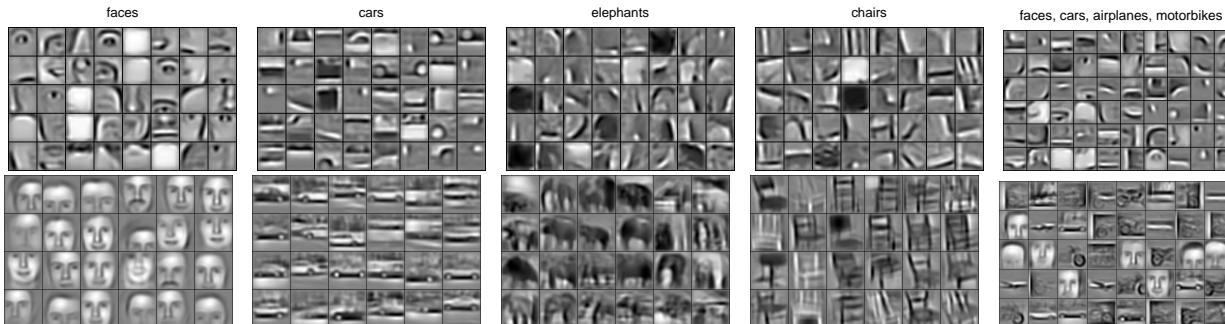 faces
cars
elephants
chairs
faces, cars, airplanes, motorbikes